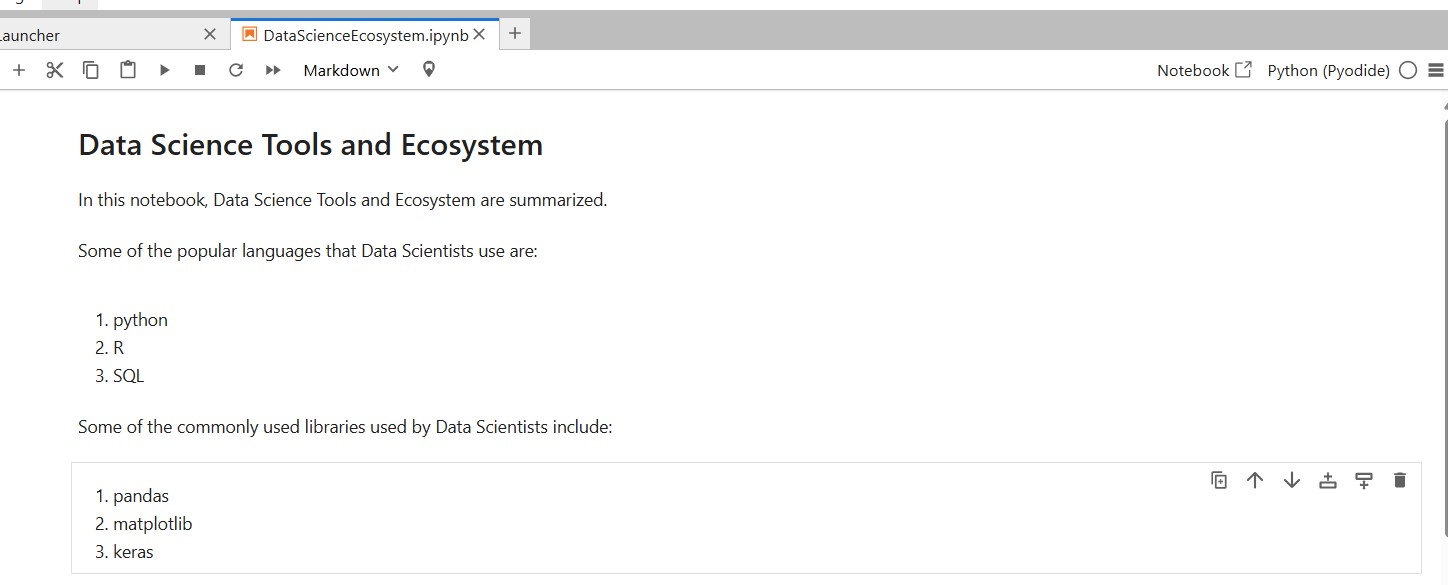 auncher
DataScienceEcosystem.ipynb
Markdown
Notebook
Python (Pyodide)
Data Science Tools and Ecosystem
In this notebook, Data Science Tools and Ecosystem are summarized.
Some of the popular languages that Data Scientists use are:
1. python
2. R
3. SQL
Some of the commonly used libraries used by Data Scientists include:
1. pandas
2. matplotlib
3. keras